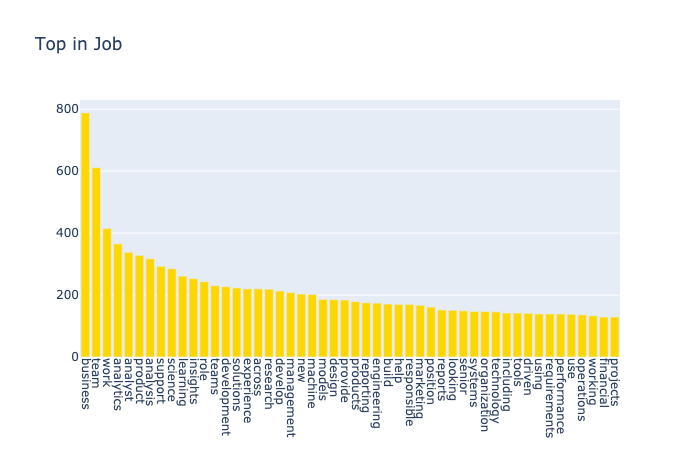 Top in Job
800
600
400
200
0
business
team
work
analytics
analyst
product
analysis
support
science
learning
insights
role
teams
development
solutions
experience
across
research
develop
management
new
machine
models
design
provide
products
reporting
engineering
build
help
responsible
marketing
position
reports
looking
senior
systems
organization
technology
including
tools
driven
using
requirements
performance
use
operations
working
financial
projects